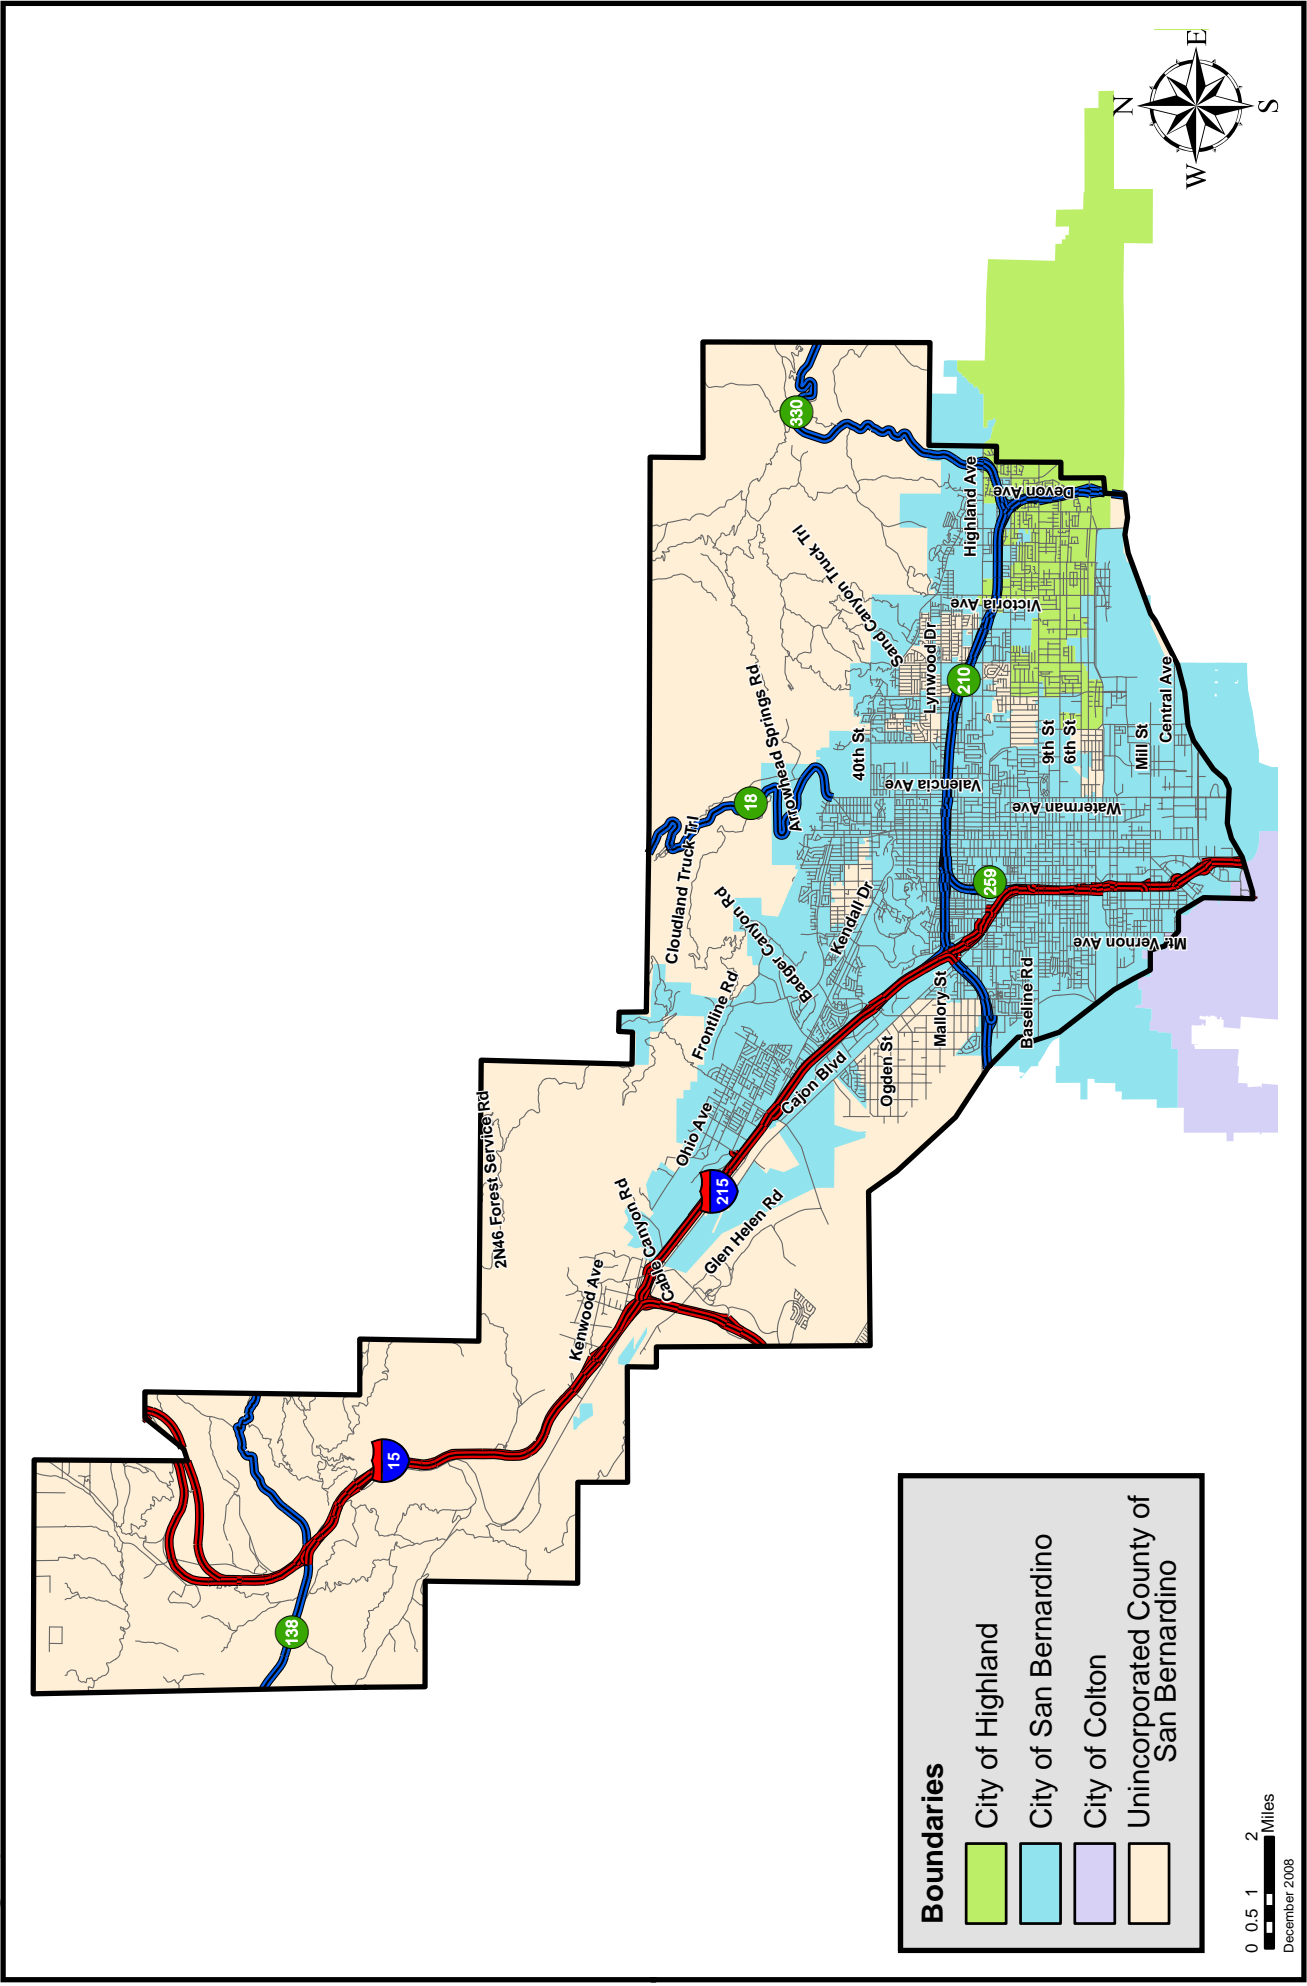 N
E
S
W
330
Highland Ave
Devon Ave
Sand Canyon Truck Trl
Victoria Ave
Lynwood Dr
210
Arrowhead Springs Rd
40th St
9th St
6th St
Mill St
Central Ave
Valencia Ave
Waterman Ave
18
Cloudland Truck Trl
259
Badger Canyon Rd
Kendall Dr
Mt Vernon Ave
Frontline Rd
Mallory St
Baseline Rd
Ogden St
Cajon Blvd
Ohio Ave
2N46-Forest Service Rd
215
Cable Canyon Rd
Glen Helen Rd
Kenwood Ave
15
138
Boundaries
City of Highland
City of San Bernardino
City of Colton
Unincorporated County of
San Bernardino
0 0.5 1 2
Miles
December 2008